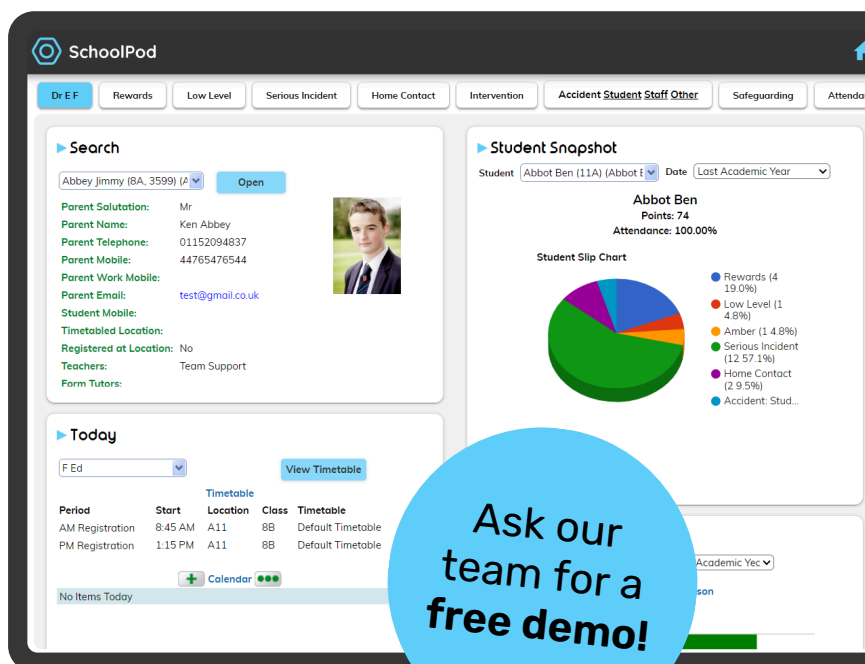 SchoolPod
Dr E F Rewards Low Level Serious Incident Home Contact Intervention Accident Student Staff Other Safeguarding Attenda
Search
Abbey Jimmy (8A, 3599) (A
Open
Parent Salutation: Mr
Parent Name: Ken Abbey
Parent Telephone: 01152094837
Parent Mobile: 44765476544
Parent Work Mobile:
Parent Email: test@gmail.co.uk
Student Mobile:
Timetabled Location:
Registered at Location: No
Teachers: Team Support
Form Tutors:
Student Snapshot
Student Abbot Ben (11A) (Abbot E Date Last Academic Year
Abbot Ben
Points: 74
Attendance: 100.00%
Student Slip Chart
Rewards (4
19.0%)
Low Level (1
4.8%)
Amber (1 4.8%)
Serious Incident
(12 57.1%)
Home Contact
(2 9.5%)
Accident: Stud...
Today
F Ed
View Timetable
Timetable
Period Start Location Class Timetable
AM Registration 8:45 AM A11 8B Default Timetable
PM Registration 1:15 PM A11 8B Default Timetable
Calendar
No Items Today
Academic Yec
son
Ask our
team for a
free demo!